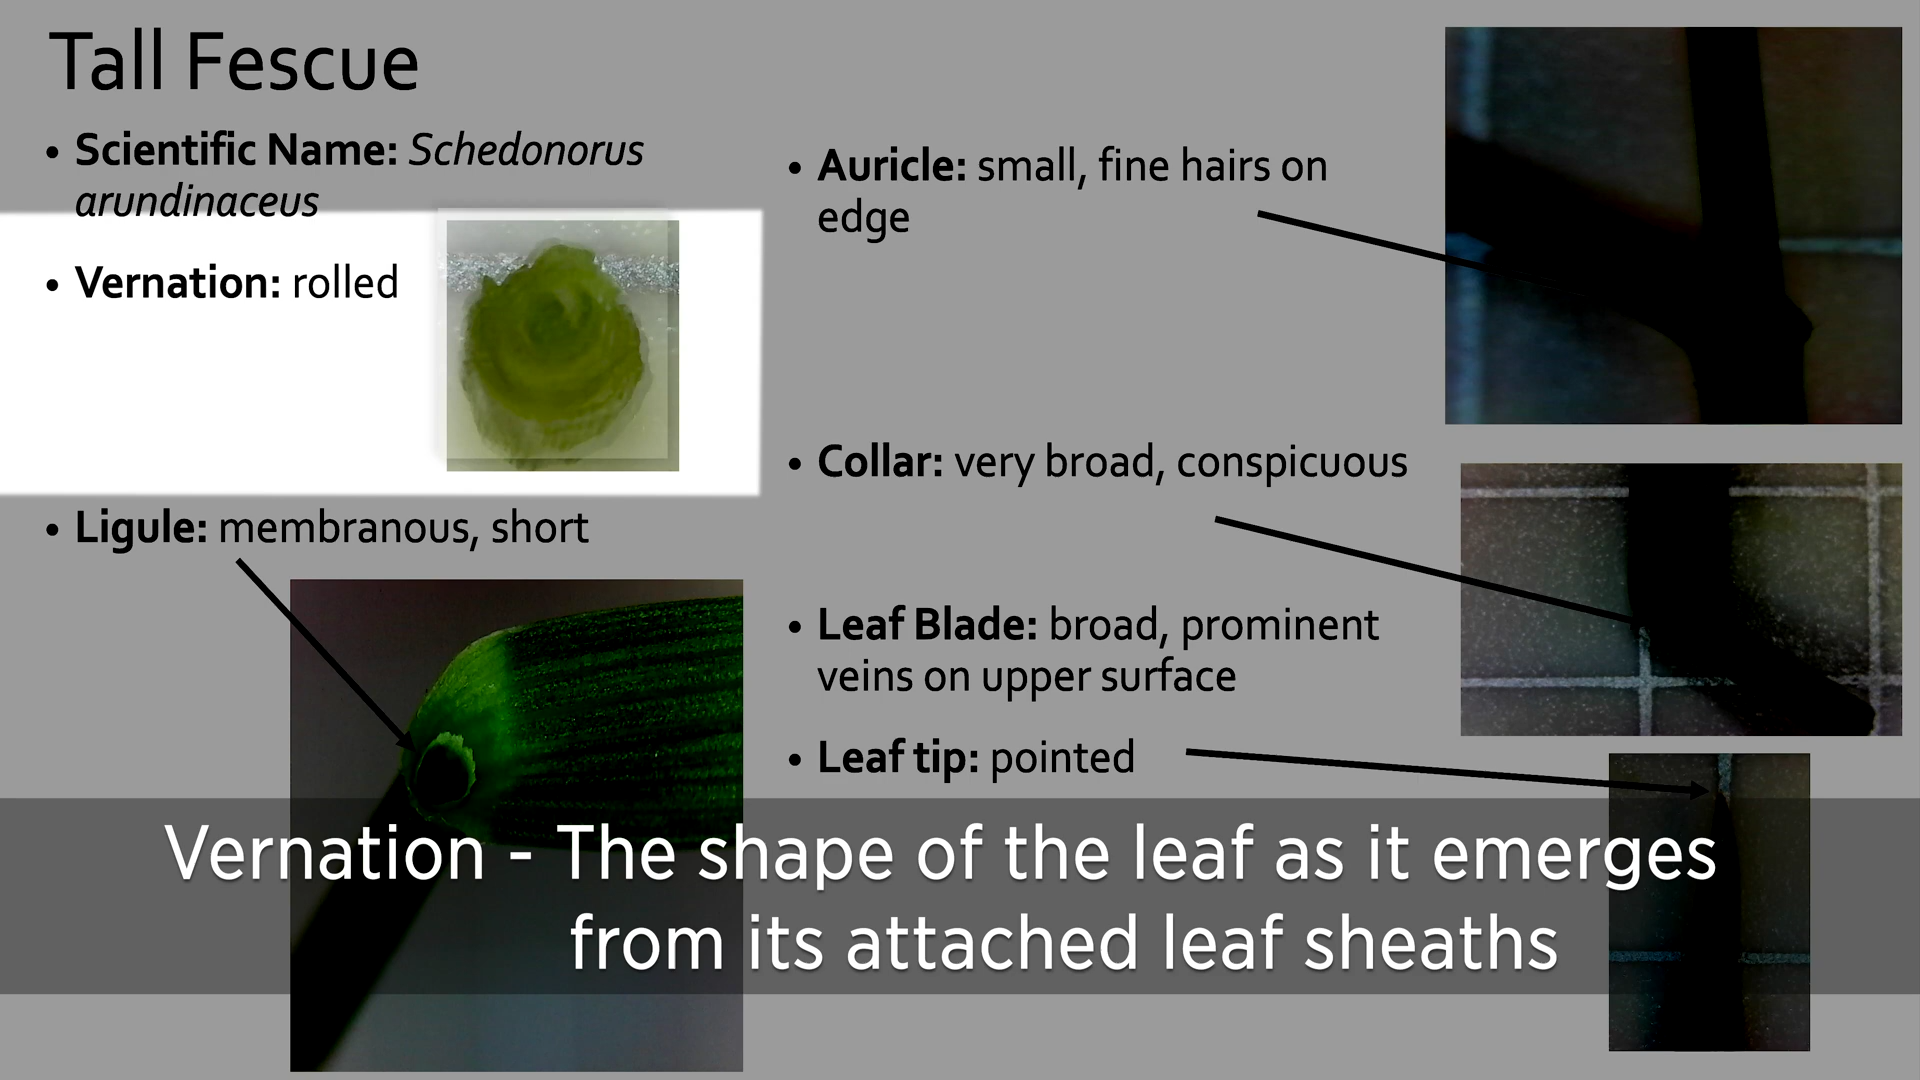 Tall Fescue
• Scientific Name: Schedonorus
arundinaceus
• Vernation: rolled
• Ligule: membranous, short
• Auricle: small, fine hairs on
edge
• Collar: very broad, conspicuous
• Leaf Blade: broad, prominent
veins on upper surface
• Leaf tip: pointed
Vernation - The shape of the leaf as it emerges
from its attached leaf sheaths